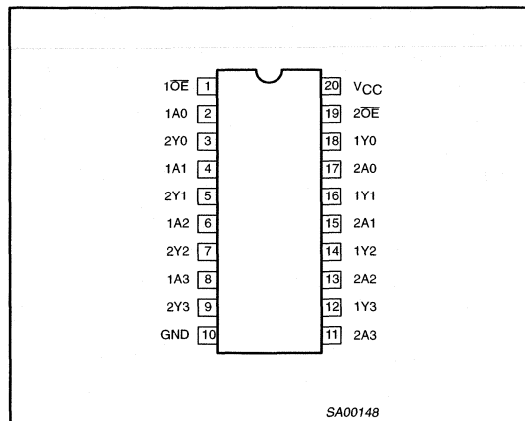 1O̅E̅ 1 20 VCC
1A0 2 19 2O̅E̅
2Y0 3 18 1Y0
1A1 4 17 2A0
2Y1 5 16 1Y1
1A2 6 15 2A1
2Y2 7 14 1Y2
1A3 8 13 2A2
2Y3 9 12 1Y3
GND 10 11 2A3
SA00148